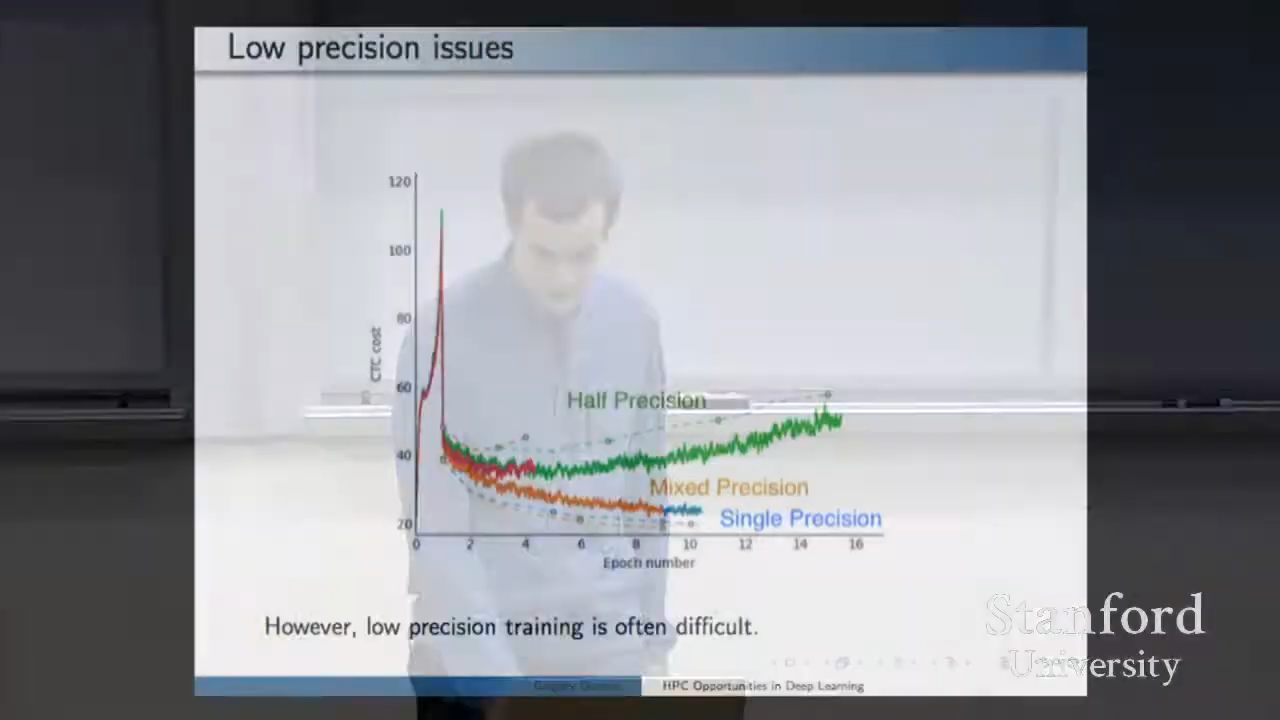 Low precision issues
120
100
80
60
40
20
CTC cost
Half Precision
Mixed Precision
Single Precision
0 2 4 6 8 10 12 14 16
Epoch number
However, low precision training is often difficult.
Stanford
University
Gregory
HPC Opportunities in Deep Learning